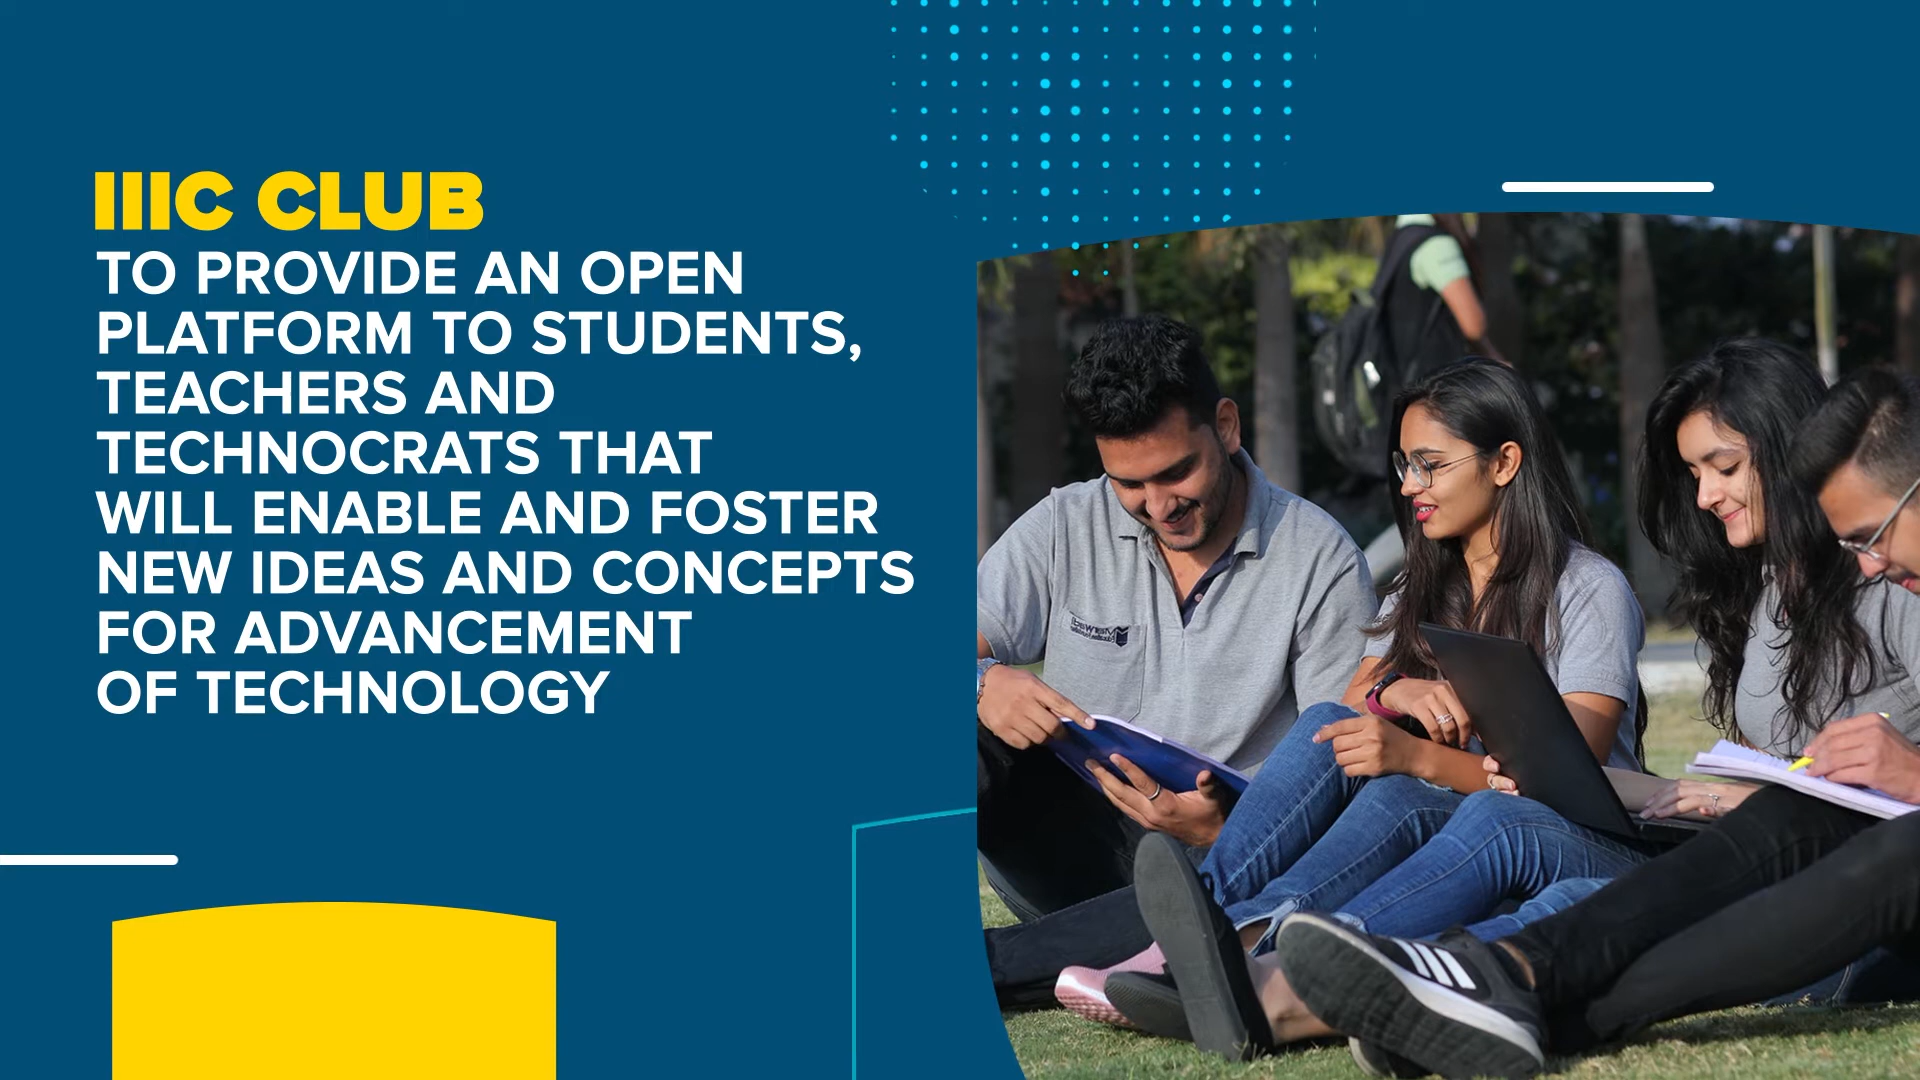 IIIC CLUB
TO PROVIDE AN OPEN
PLATFORM TO STUDENTS,
TEACHERS AND
TECHNOCRATS THAT
WILL ENABLE AND FOSTER
NEW IDEAS AND CONCEPTS
FOR ADVANCEMENT
OF TECHNOLOGY